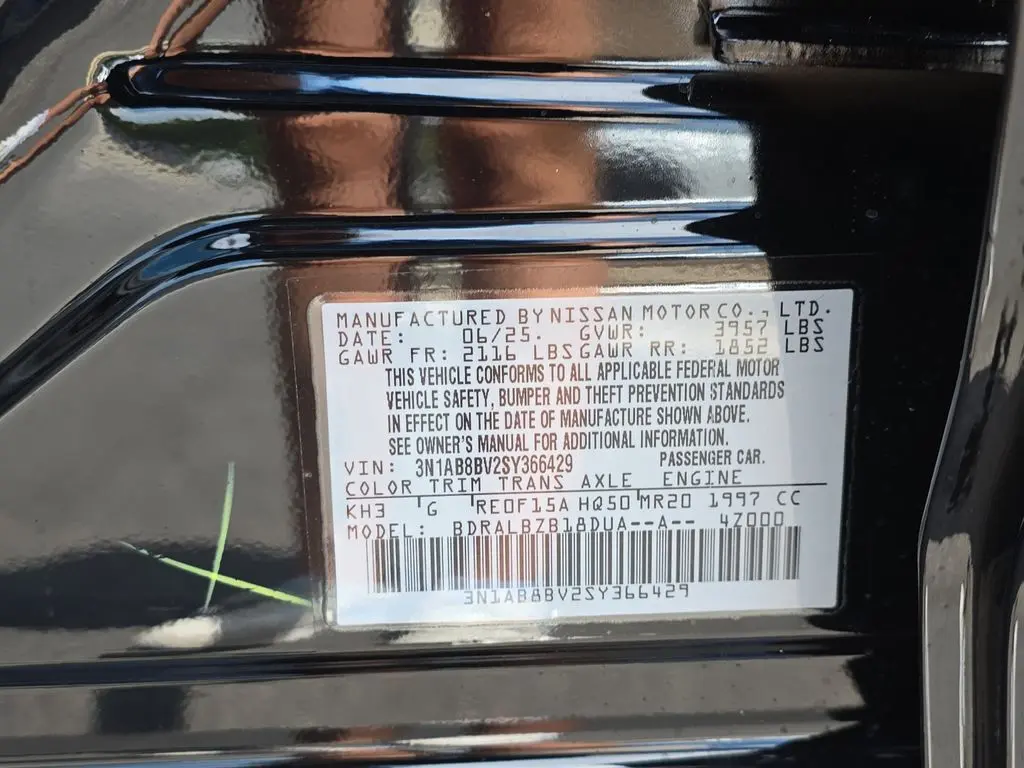 MANUFACTURED BY NISSAN MOTOR CO., LTD.
DATE: 06/25. GVWR: 3957 LBS
GAWR FR: 2116 LBS GAWR RR: 1852 LBS
THIS VEHICLE CONFORMS TO ALL APPLICABLE FEDERAL MOTOR
VEHICLE SAFETY, BUMPER AND THEFT PREVENTION STANDARDS
IN EFFECT ON THE DATE OF MANUFACTURE SHOWN ABOVE.
SEE OWNER'S MANUAL FOR ADDITIONAL INFORMATION.
VIN: 3N1AB8BV2SY366429 PASSENGER CAR.
COLOR TRIM TRANS AXLE ENGINE
KH3 G RE0F15A HQ50 MR20 1997 CC
MODEL: BDRALBZB18DUA--A-- 4Z000
3N1AB8BV2SY366429